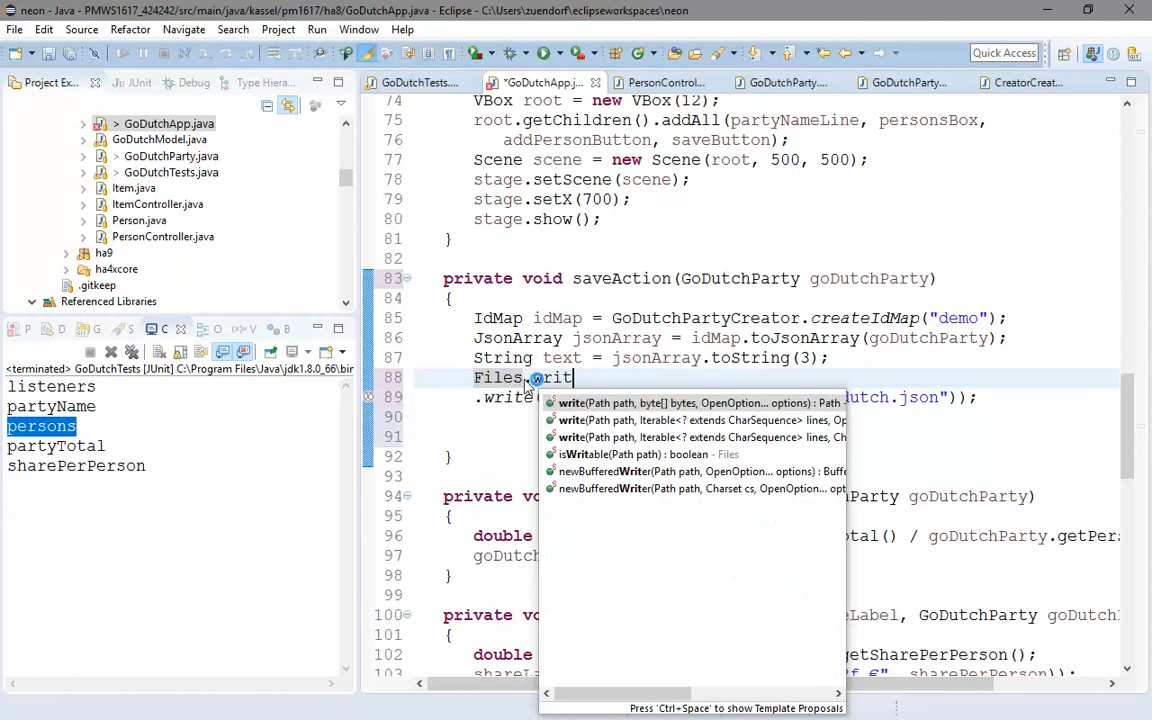 neon - Java - PMWS1617_424242/src/main/java/kassel/pm1617/ha8/GoDutchApp.java - Eclipse - C:\Users\zuendorf\eclipseworkspaces\neon
File Edit Source Refactor Navigate Search Project Run Window Help
Quick Access
Project Ex... JUnit Debug Type Hiera...
GoDutchTests.... *GoDutchApp.j... PersonControl... GoDutchParty.... GoDutchParty... CreatorCreat...
> GoDutchApp.java
GoDutchModel.java
> GoDutchParty.java
> GoDutchTests.java
Item.java
ItemController.java
Person.java
PersonController.java
ha9
ha4xcore
.gitkeep
Referenced Libraries
P D G S C O (x)= V B
<terminated> GoDutchTests [JUnit] C:\Program Files\Java\jdk1.8.0_66\bin
listeners
partyName
persons
partyTotal
sharePerPerson
74 VBox root = new VBox(12);
75 root.getChildren().addAll(partyNameLine, personsBox,
76 addPersonButton, saveButton);
77 Scene scene = new Scene(root, 500, 500);
78 stage.setScene(scene);
79 stage.setX(700);
80 stage.show();
81 }
82
83 private void saveAction(GoDutchParty goDutchParty)
84 {
85 IdMap idMap = GoDutchPartyCreator.createIdMap("demo");
86 JsonArray jsonArray = idMap.toJsonArray(goDutchParty);
87 String text = jsonArray.toString(3);
88 Files.writ
89 .write( utch.json"));
90
91
92 }
93
94 private vo Party goDutchParty)
95 {
96 double otal() / goDutchParty.getPer
97 goDutch
98 }
99
100 private vo eLabel, GoDutchParty goDutch
101 {
102 double getSharePerPerson();
103
write(Path path, byte[] bytes, OpenOption... options) : Path
write(Path path, Iterable<? extends CharSequence> lines, Op
write(Path path, Iterable<? extends CharSequence> lines, Ch
isWritable(Path path) : boolean - Files
newBufferedWriter(Path path, OpenOption... options) : Buffe
newBufferedWriter(Path path, Charset cs, OpenOption... opt
Press 'Ctrl+Space' to show Template Proposals